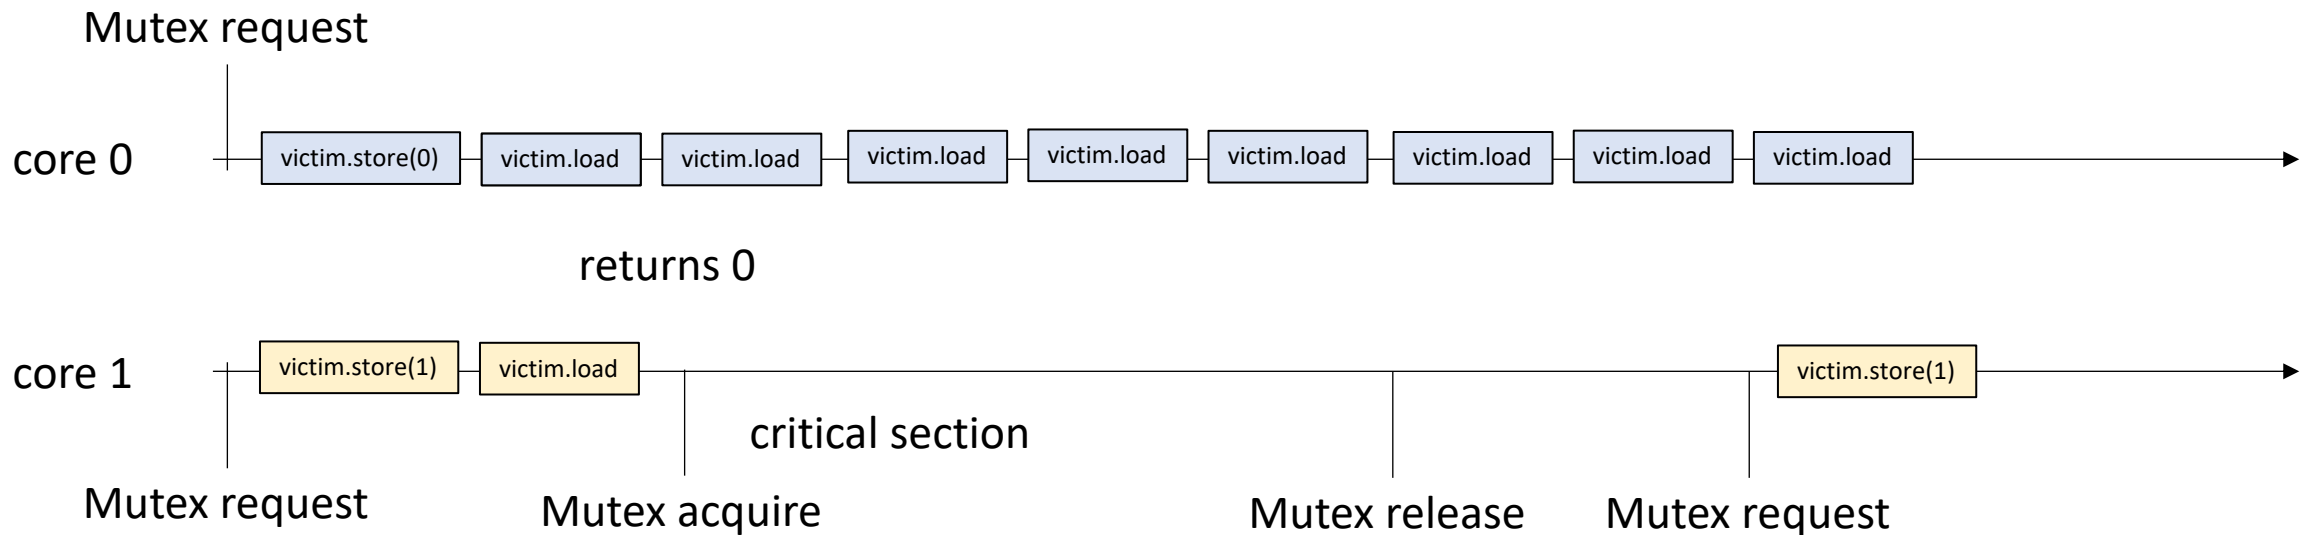 Mutex request
core 0
victim.store(0)
victim.load
victim.load
victim.load
victim.load
victim.load
victim.load
victim.load
victim.load
returns 0
core 1
victim.store(1)
victim.load
victim.store(1)
critical section
Mutex request
Mutex acquire
Mutex release
Mutex request